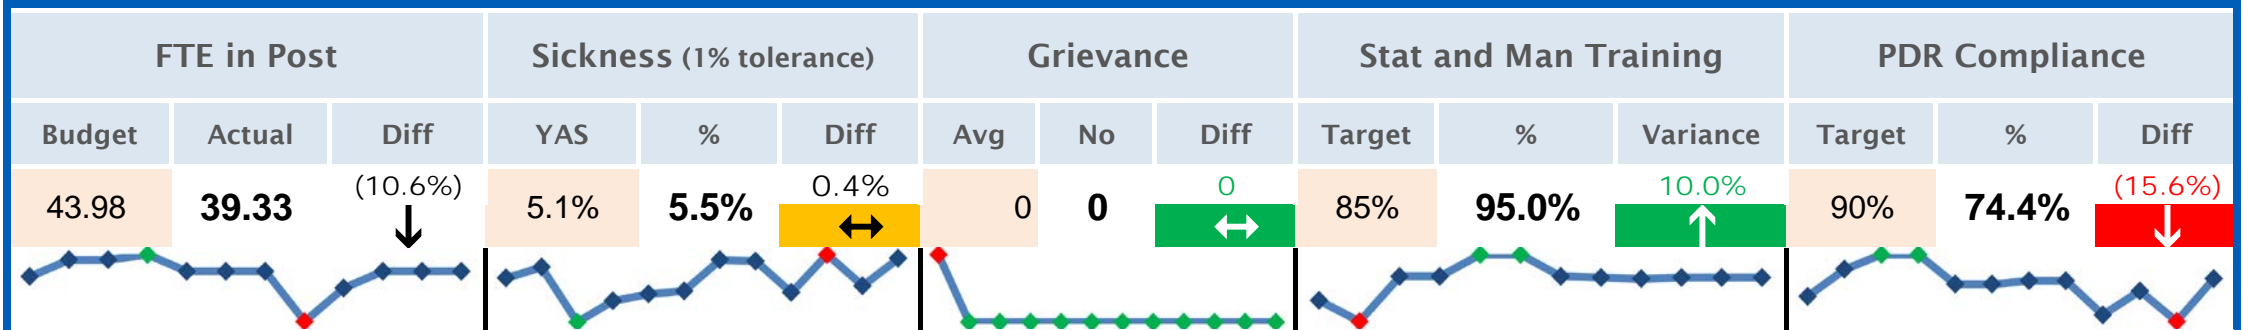 FTE in Post Sickness (1% tolerance) Grievance Stat and Man Training PDR Compliance
Budget Actual Diff YAS % Diff Avg No Diff Target % Variance Target % Diff
43.98 39.33 (10.6%) 5.1% 5.5% 0.4% 0 0 0 85% 95.0% 10.0% 90% 74.4% (15.6%)